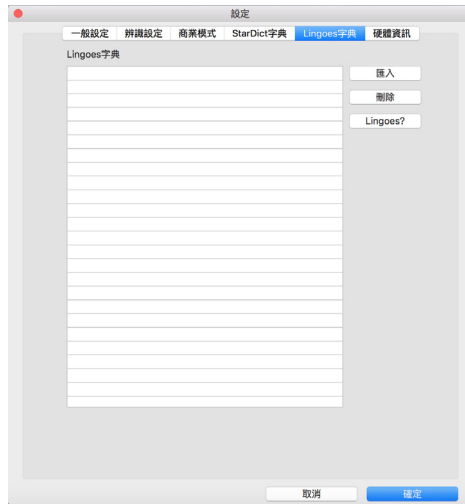 設定
一般設定 辨識設定 商業模式 StarDict字典 Lingoes字典 硬體資訊
Lingoes字典
匯入
刪除
Lingoes?
取消 確定